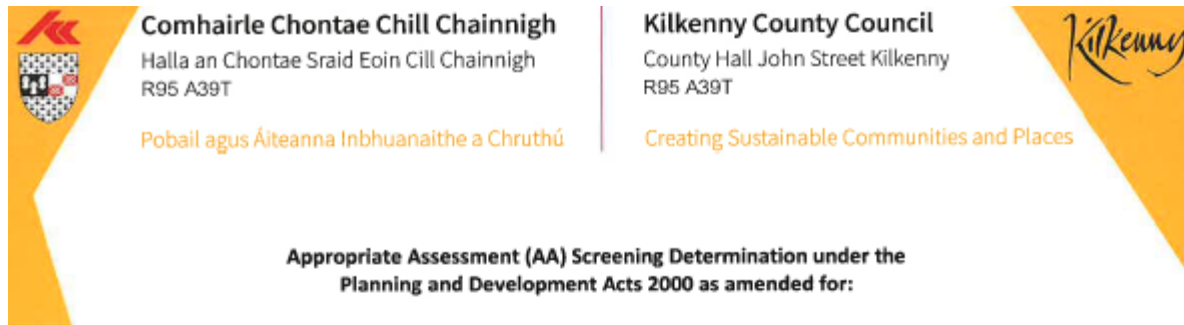 Comhairle Chontae Chill Chainnigh
Halla an Chontae Sraid Eoin Cill Chainnigh
R95 A39T
Pobail agus Áiteanna Inbhuanaithe a Chruthú
Kilkenny County Council
County Hall John Street Kilkenny
R95 A39T
Creating Sustainable Communities and Places
Kilkenny
Appropriate Assessment (AA) Screening Determination under the
Planning and Development Acts 2000 as amended for: